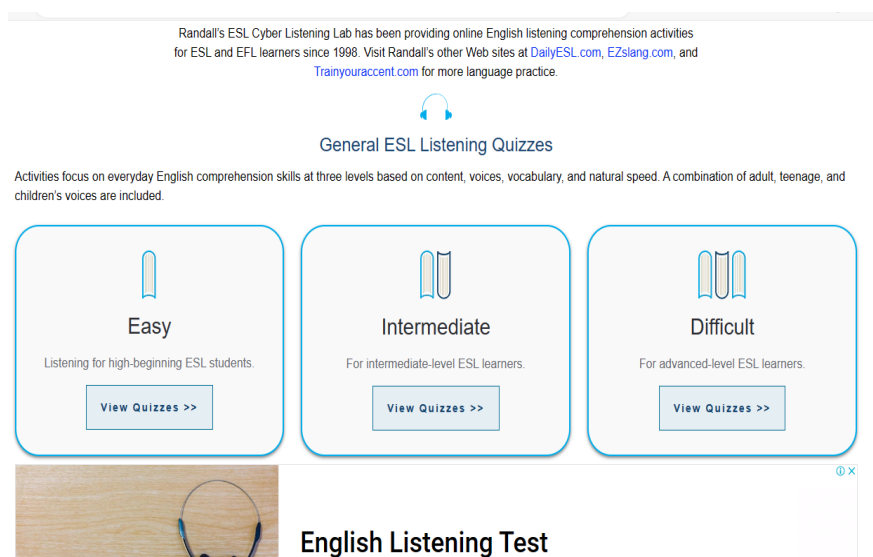 Randall's ESL Cyber Listening Lab has been providing online English listening comprehension activities
for ESL and EFL learners since 1998. Visit Randall's other Web sites at DailyESL.com, EZslang.com, and
Trainyouraccent.com for more language practice.
General ESL Listening Quizzes
Activities focus on everyday English comprehension skills at three levels based on content, voices, vocabulary, and natural speed. A combination of adult, teenage, and
children's voices are included.
Easy
Listening for high-beginning ESL students.
View Quizzes >>
Intermediate
For intermediate-level ESL learners.
View Quizzes >>
Difficult
For advanced-level ESL learners.
View Quizzes >>
English Listening Test